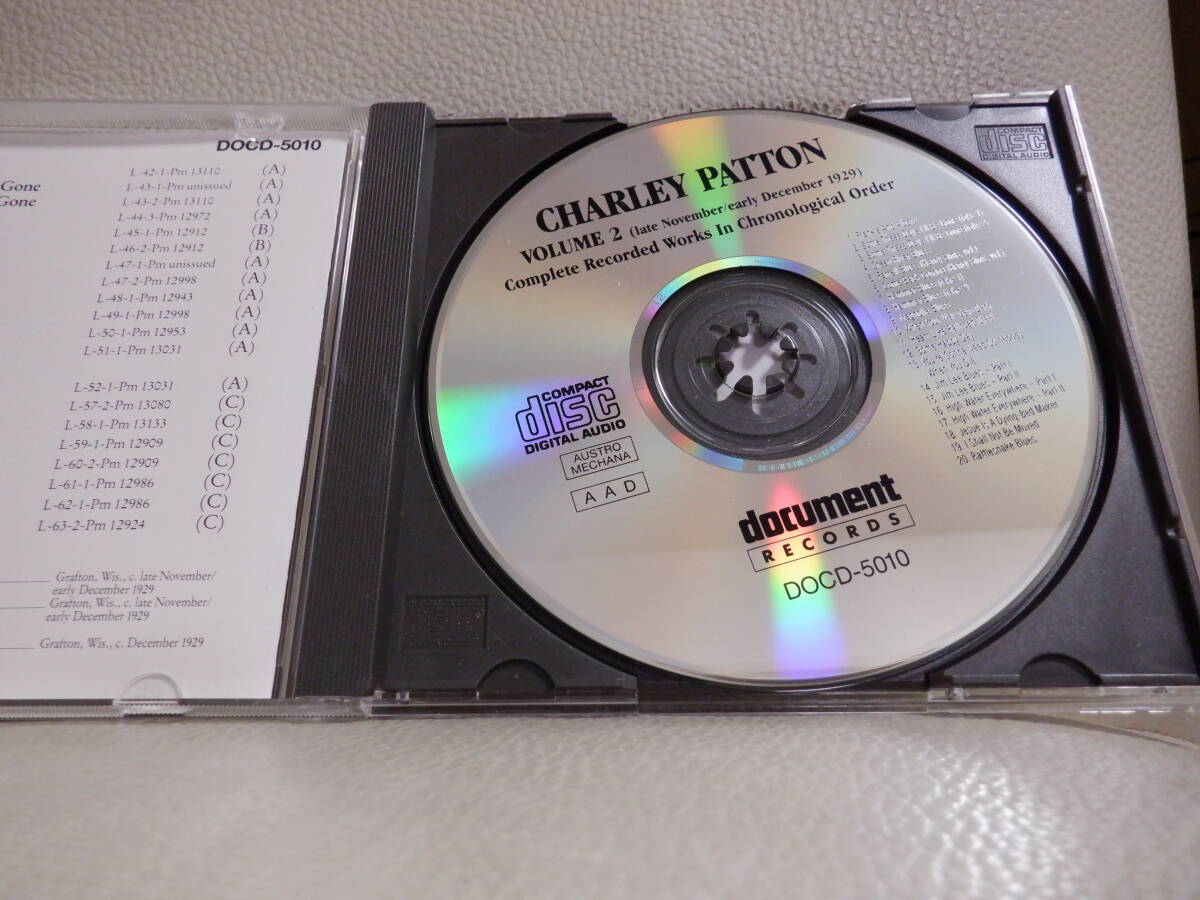 DOCD-5010
L-42-1-Pm 13110 (A)
Gone L-43-1-Pm unissued (A)
Gone L-43-2-Pm 13110 (A)
L-44-3-Pm 12972 (A)
L-45-1-Pm 12912 (B)
L-46-2-Pm 12912 (B)
L-47-1-Pm unissued (A)
L-47-2-Pm 12998 (A)
L-48-1-Pm 12943 (A)
L-49-1-Pm 12998 (A)
L-50-1-Pm 12953 (A)
L-51-1-Pm 13031 (A)
L-52-1-Pm 13031 (A)
L-57-2-Pm 13080 (C)
L-58-1-Pm 13133 (C)
L-59-1-Pm 12909 (C)
L-60-2-Pm 12909 (C)
L-61-1-Pm 12986 (C)
L-62-1-Pm 12986 (C)
L-63-2-Pm 12924 (C)
Grafton, Wis., c. late November/
early December 1929
Grafton, Wis., c. late November/
early December 1929
Grafton, Wis., c. December 1929
CHARLEY PATTON
VOLUME 2 (late November/early December 1929)
Complete Recorded Works In Chronological Order
When You Die
14. Jim Lee Blues - Part I
15. Jim Lee Blues - Part II
16. High Water Everywhere - Part I
17. High Water Everywhere - Part II
18. Jesus Is A Dying-Bed Maker
19. I Shall Not Be Moved
20. Rattlesnake Blues
COMPACT
disc
DIGITAL AUDIO
AUSTRO
MECHANA
AAD
document
RECORDS
DOCD-5010
COMPACT
disc
DIGITAL AUDIO